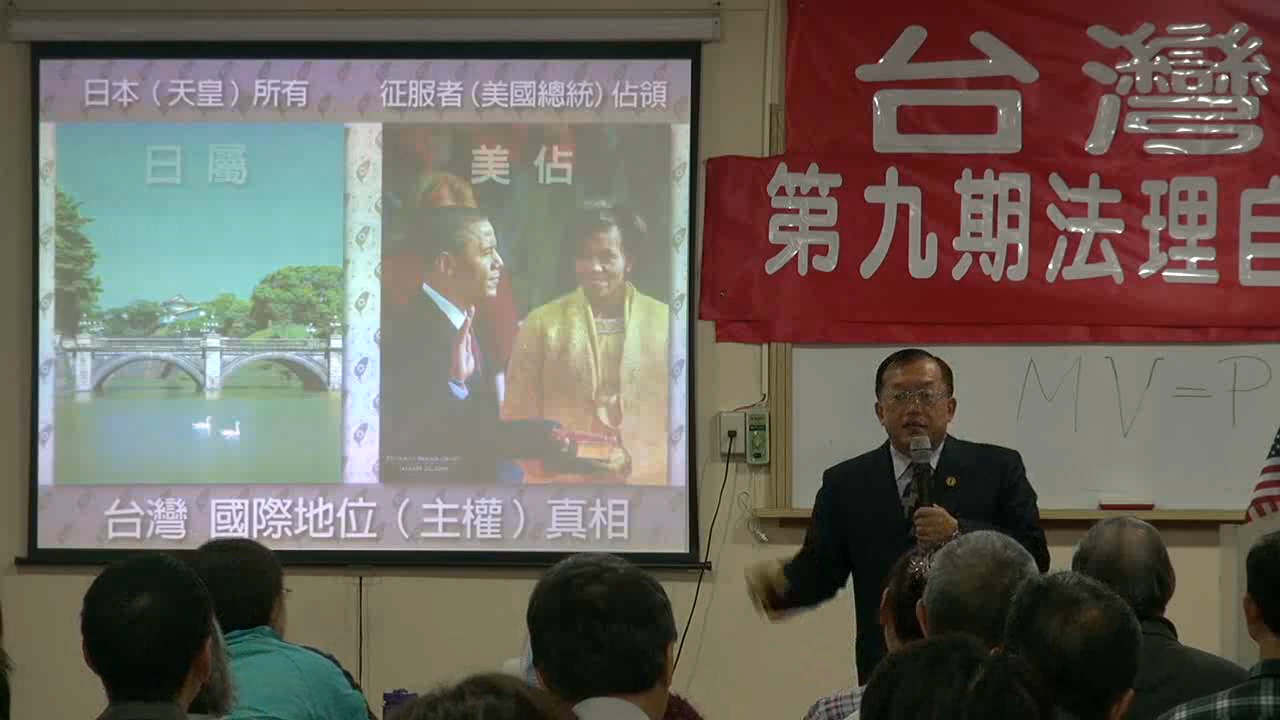 日本（天皇）所有
征服者（美國總統）佔領
日屬
美佔
台灣 國際地位（主權）真相
台灣
第九期法理自
MV=P